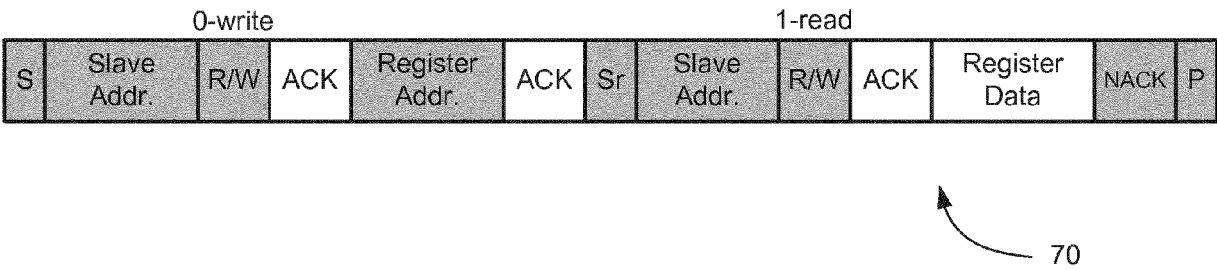 0-write 1-read
S Slave Addr. R/W ACK Register Addr. ACK Sr Slave Addr. R/W ACK Register Data NACK P
70